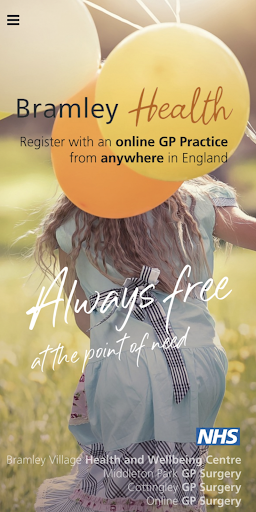 Bramley Health
Register with an online GP Practice
from anywhere in England
Always free
at the point of need
NHS
Bramley Village Health and Wellbeing Centre
Middleton Park GP Surgery
Cottingley GP Surgery
Online GP Surgery